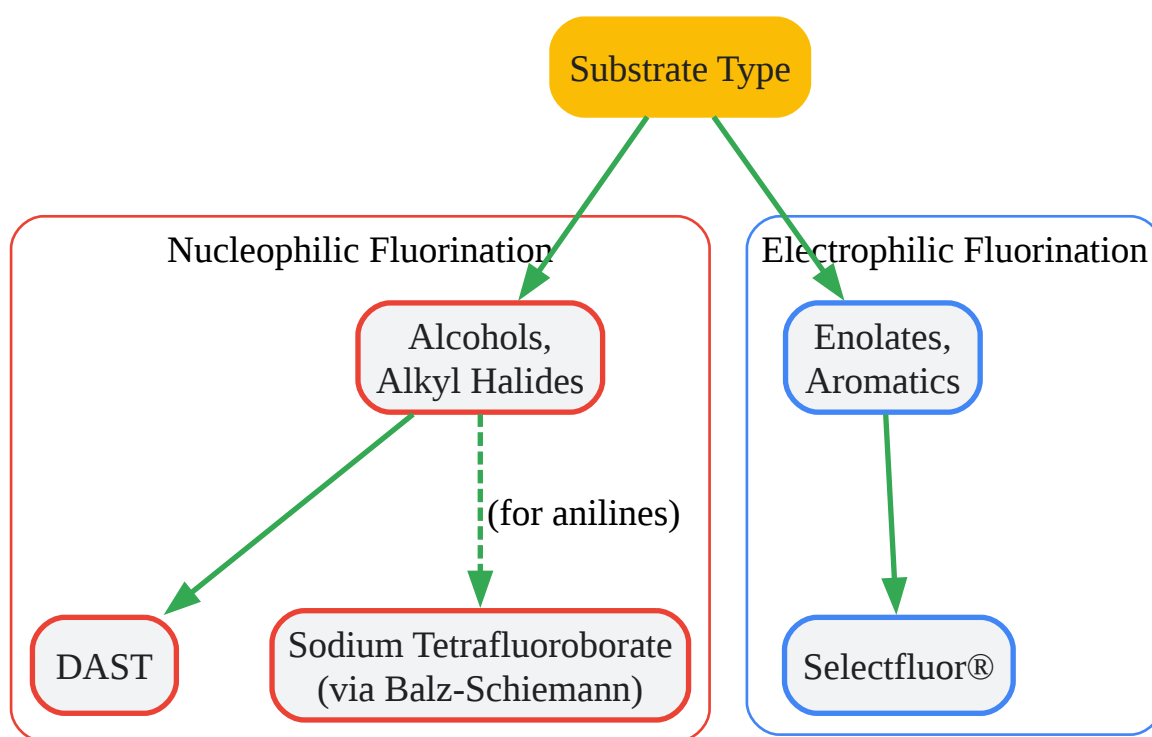 Substrate Type
Nucleophilic Fluorination
Electrophilic Fluorination
Alcohols,
Alkyl Halides
Enolates,
Aromatics
(for anilines)
DAST
Sodium Tetrafluoroborate
(via Balz-Schiemann)
Selectfluor®